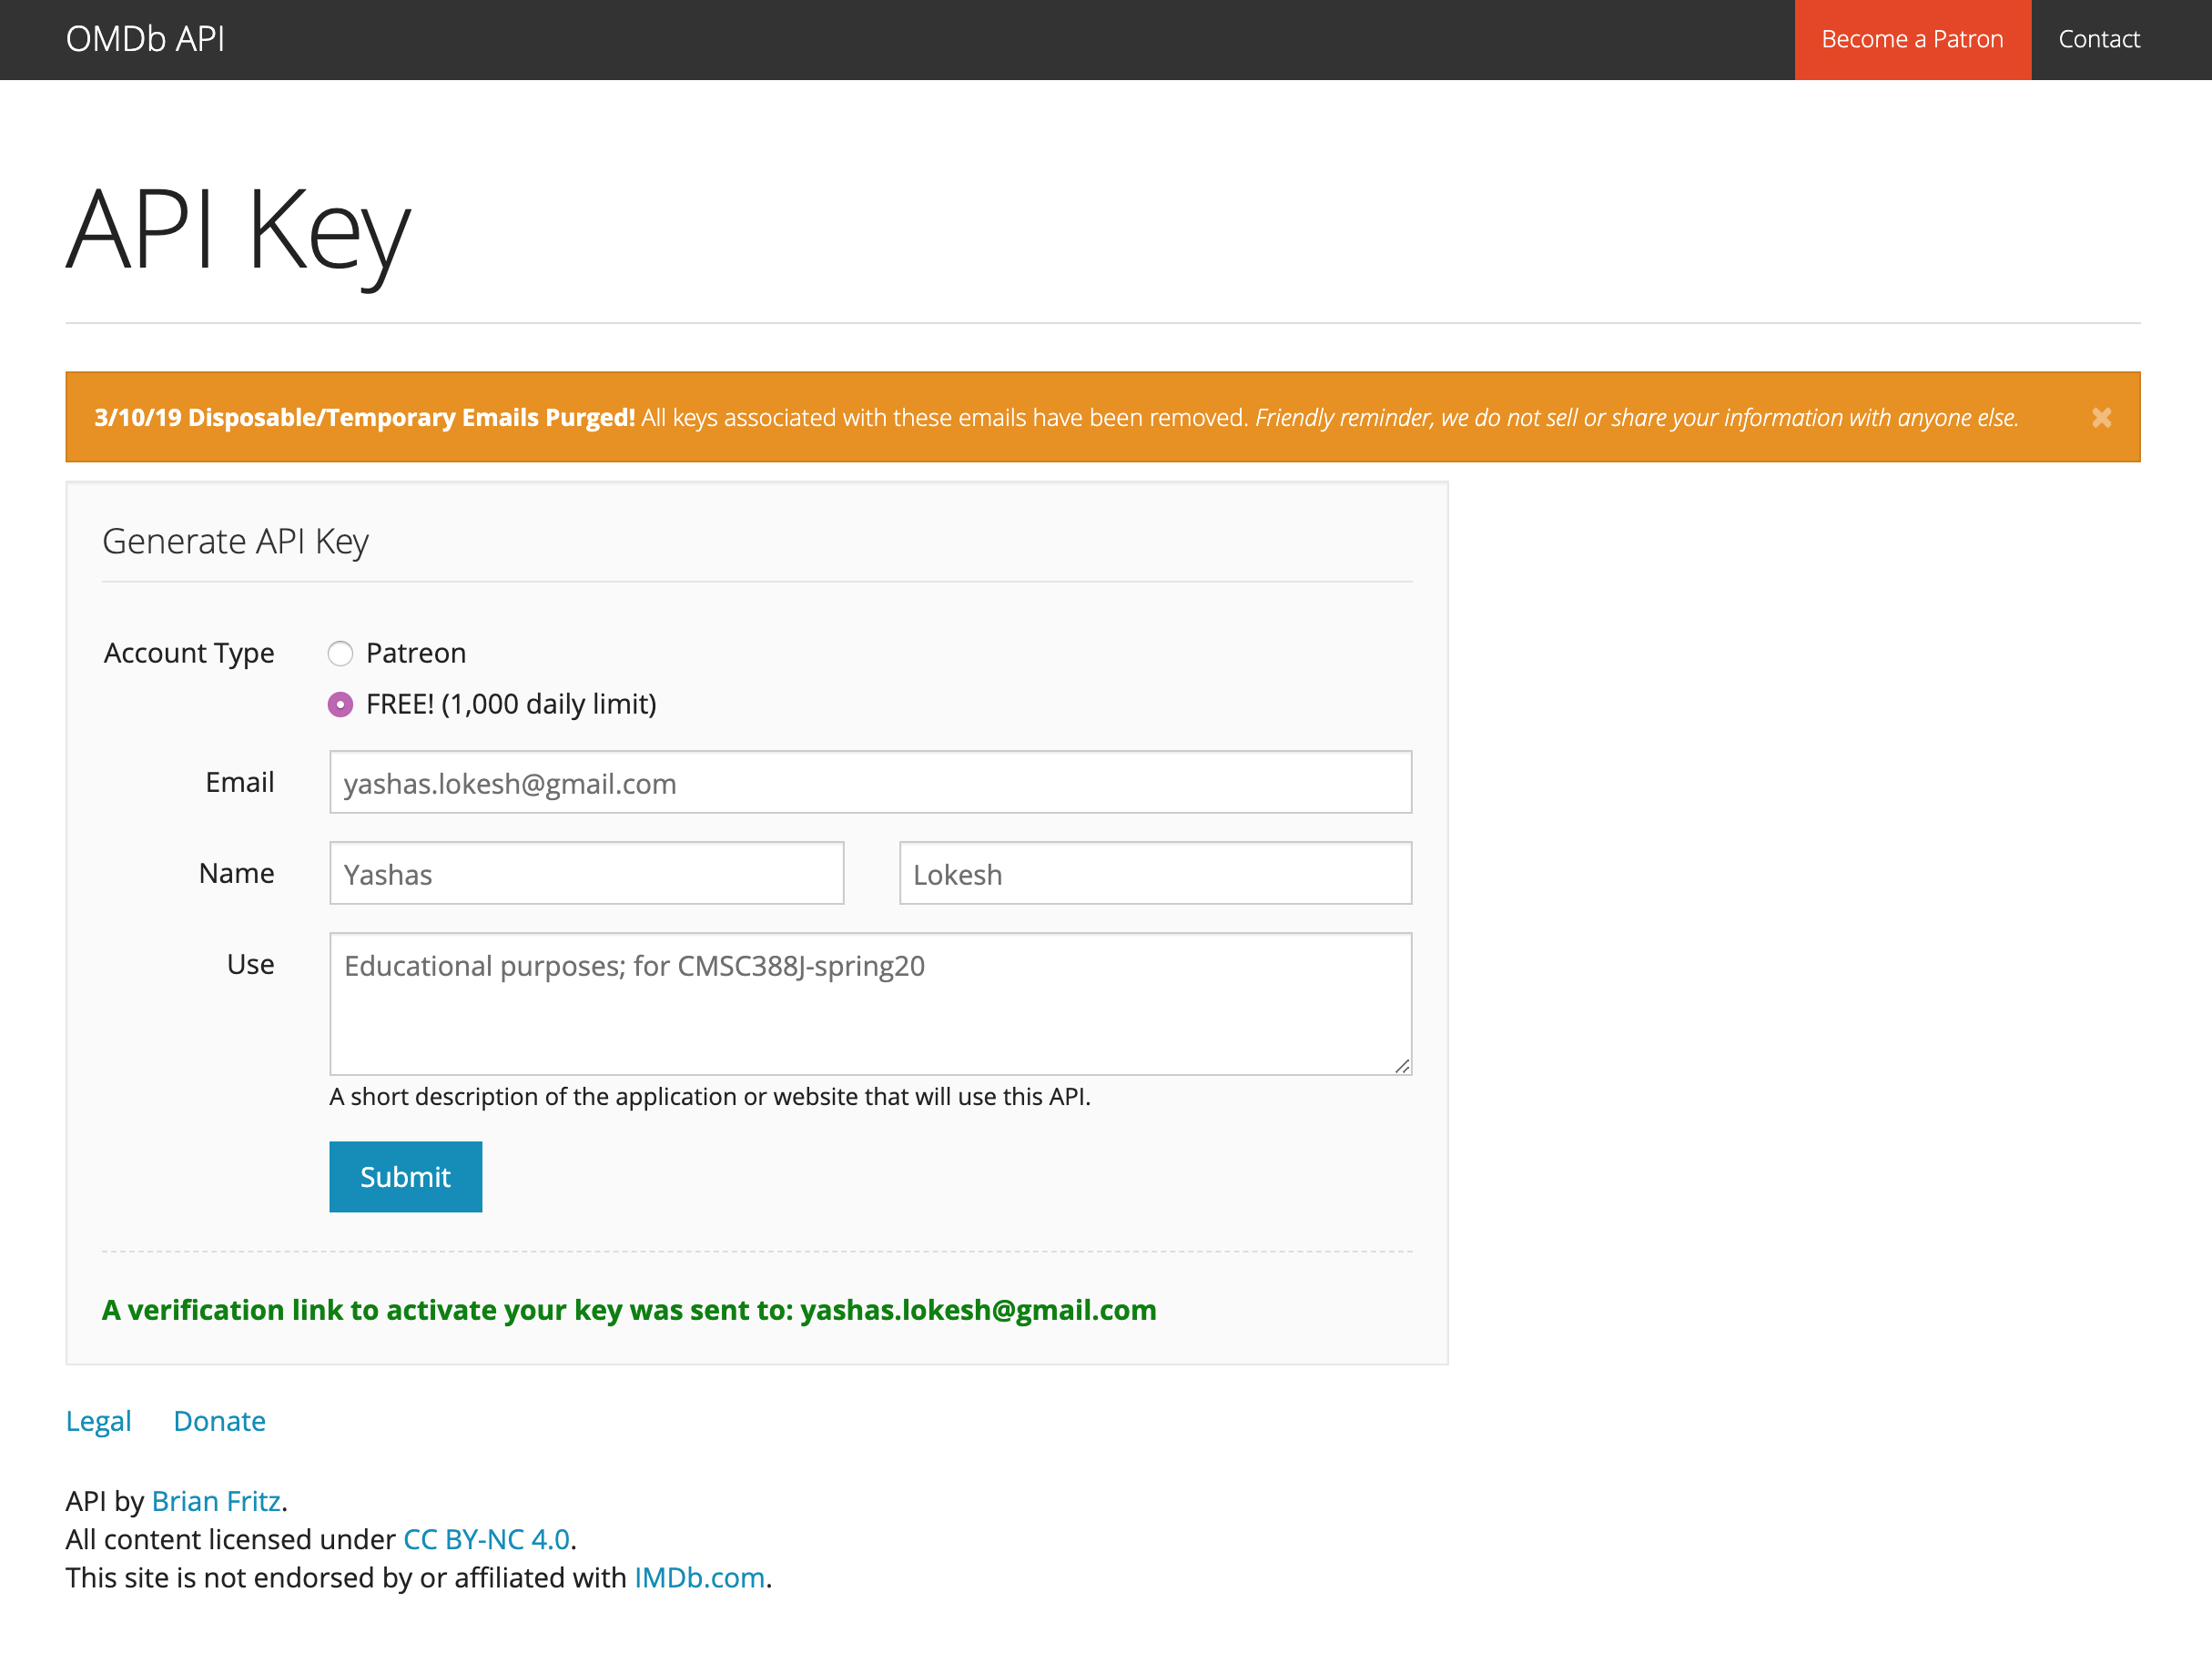 OMDb API
Become a Patron
Contact
API Key
3/10/19 Disposable/Temporary Emails Purged! All keys associated with these emails have been removed. Friendly reminder, we do not sell or share your information with anyone else.
Generate API Key
Account Type
Patreon
FREE! (1,000 daily limit)
Email
yashas.lokesh@gmail.com
Name
Yashas
Lokesh
Use
Educational purposes; for CMSC388J-spring20
A short description of the application or website that will use this API.
Submit
A verification link to activate your key was sent to: yashas.lokesh@gmail.com
Legal
Donate
API by Brian Fritz.
All content licensed under CC BY-NC 4.0.
This site is not endorsed by or affiliated with IMDb.com.